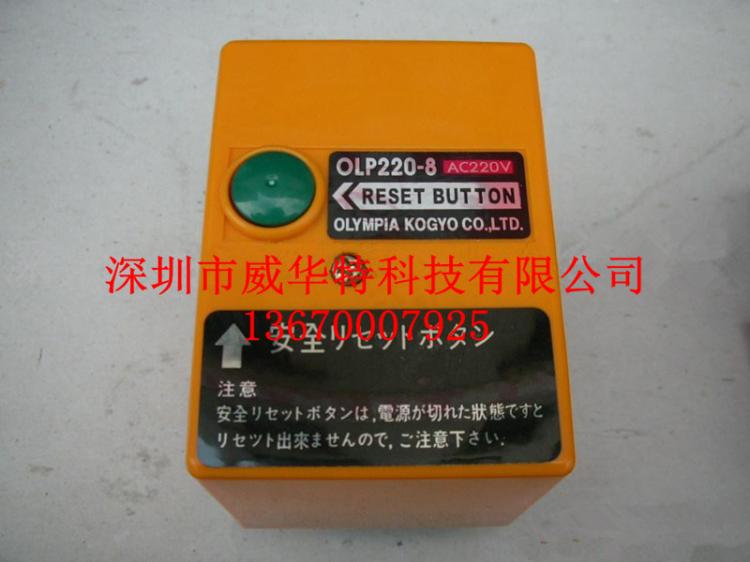 OLP220-8 AC220V
RESET BUTTON
OLYMPIA KOGYO CO.,LTD.
深圳市威华特科技有限公司
13670007925
安全リセットボタン
注意
安全リセットボタンは,電源が切れた狀態ですと
リセット出來ませんので,ご注意下さい.